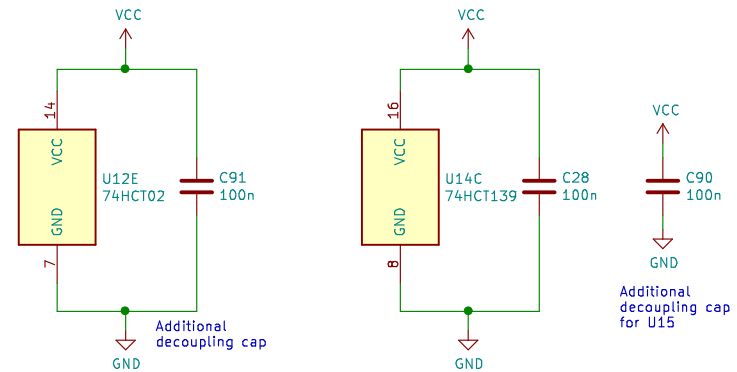 VCC
14
VCC
GND
7
U12E
74HCT02
C91
100n
Additional
decoupling cap
GND
VCC
16
VCC
GND
8
U14C
74HCT139
C28
100n
GND
VCC
C90
100n
GND
Additional
decoupling cap
for U15